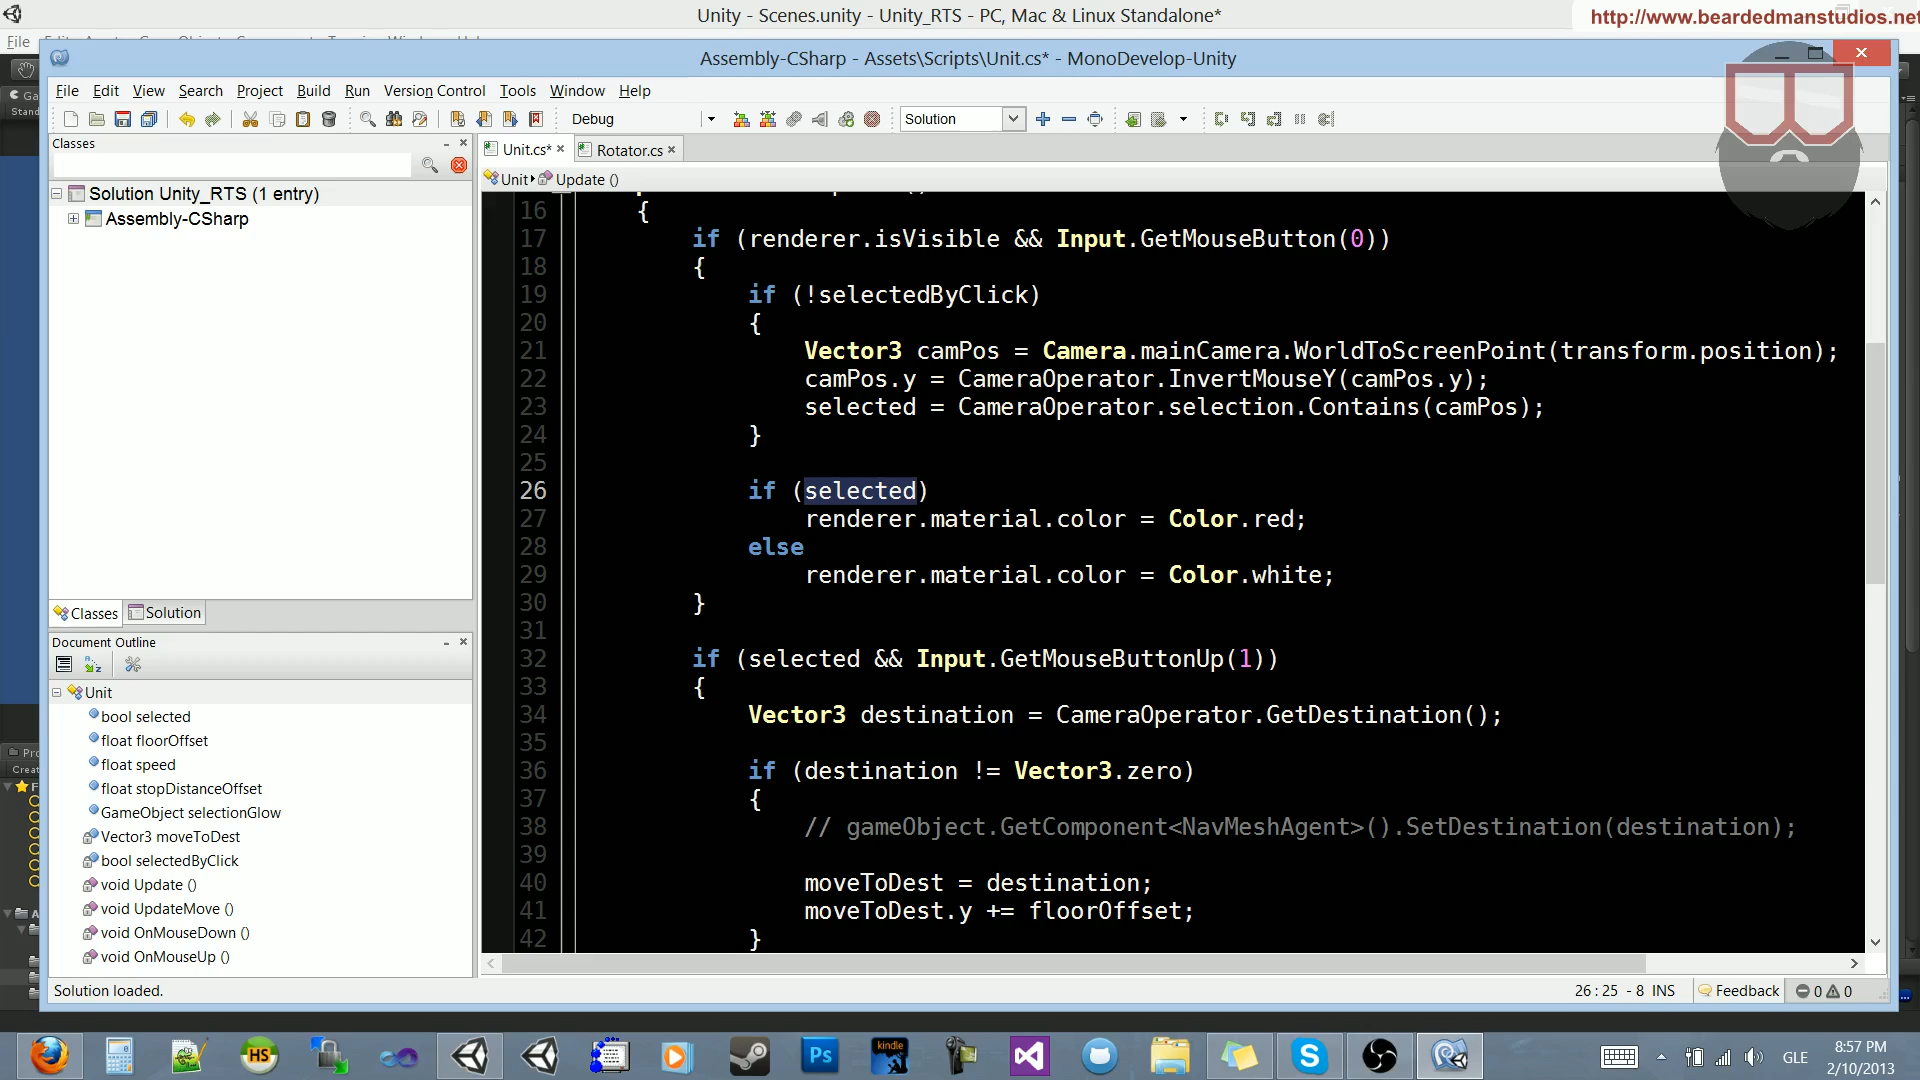 Unity - Scenes.unity - Unity_RTS - PC, Mac & Linux Standalone*
http://www.beardedmanstudios.net
File
Assembly-CSharp - Assets\Scripts\Unit.cs* - MonoDevelop-Unity
File Edit View Search Project Build Run Version Control Tools Window Help
Debug
Solution
Classes
Unit.cs*
Rotator.cs
Unit
Update ()
Solution Unity_RTS (1 entry)
Assembly-CSharp
16 {
17 if (renderer.isVisible && Input.GetMouseButton(0))
18 {
19 if (!selectedByClick)
20 {
21 Vector3 camPos = Camera.mainCamera.WorldToScreenPoint(transform.position);
22 camPos.y = CameraOperator.InvertMouseY(camPos.y);
23 selected = CameraOperator.selection.Contains(camPos);
24 }
25
26 if (selected)
27 renderer.material.color = Color.red;
28 else
29 renderer.material.color = Color.white;
30 }
31
32 if (selected && Input.GetMouseButtonUp(1))
33 {
34 Vector3 destination = CameraOperator.GetDestination();
35
36 if (destination != Vector3.zero)
37 {
38 // gameObject.GetComponent<NavMeshAgent>().SetDestination(destination);
39
40 moveToDest = destination;
41 moveToDest.y += floorOffset;
42 }
Classes
Solution
Document Outline
Unit
bool selected
float floorOffset
float speed
float stopDistanceOffset
GameObject selectionGlow
Vector3 moveToDest
bool selectedByClick
void Update ()
void UpdateMove ()
void OnMouseDown ()
void OnMouseUp ()
Solution loaded.
26 : 25 - 8 INS
Feedback
0
0
HS
Ps
kindle
GLE
8:57 PM
2/10/2013